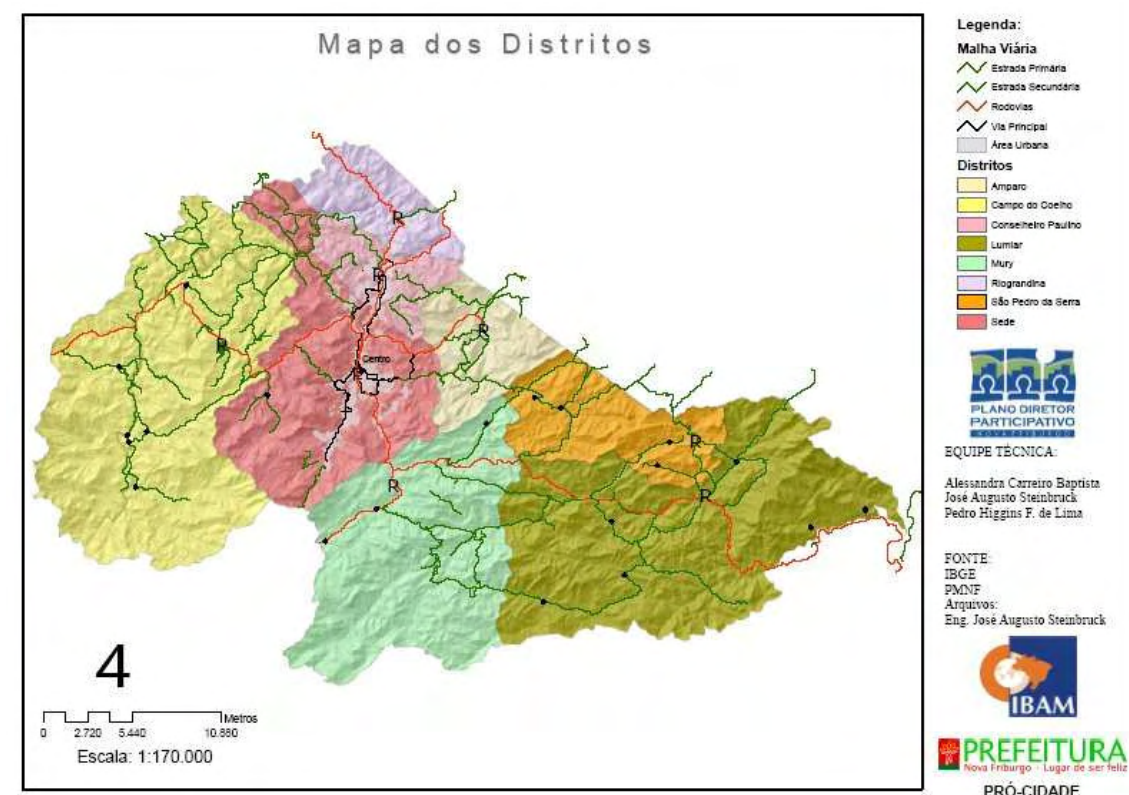 Mapa dos Distritos
R
R
R
R
Centro
R
R
R
4
Metros
0 2.720 5.440 10.880
Escala: 1:170.000
Legenda:
Malha Viária
Estrada Primária
Estrada Secundária
Rodovias
Via Principal
Área Urbana
Distritos
Amparo
Campo do Coelho
Conselheiro Paulino
Lumiar
Mury
Riograndina
São Pedro da Serra
Sede
PLANO DIRETOR
PARTICIPATIVO
NOVA FRIBURGO
EQUIPE TÉCNICA:
Alessandra Carreiro Baptista
José Augusto Steinbruck
Pedro Higgins F. de Lima
FONTE:
IBGE
PMNF
Arquivos:
Eng. José Augusto Steinbruck
IBAM
PREFEITURA
Nova Friburgo - Lugar de ser feliz
PRÓ-CIDADE